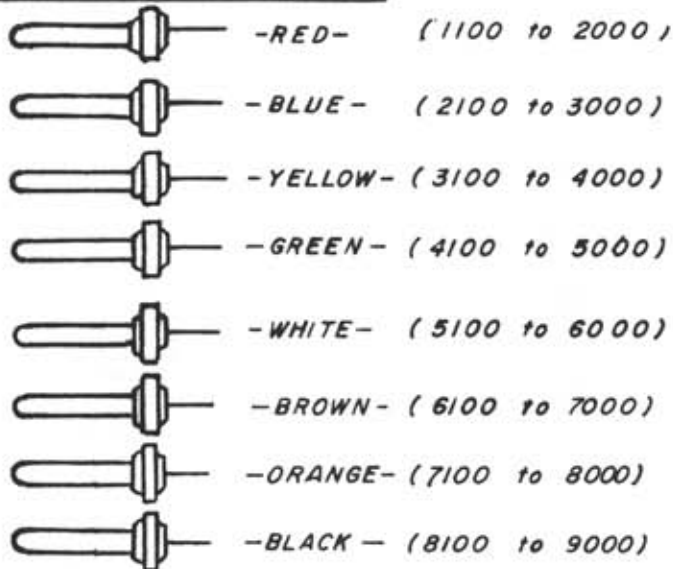 -RED- (1100 to 2000)
-BLUE- (2100 to 3000)
-YELLOW- (3100 to 4000)
-GREEN- (4100 to 5000)
-WHITE- (5100 to 6000)
-BROWN- (6100 to 7000)
-ORANGE- (7100 to 8000)
-BLACK- (8100 to 9000)